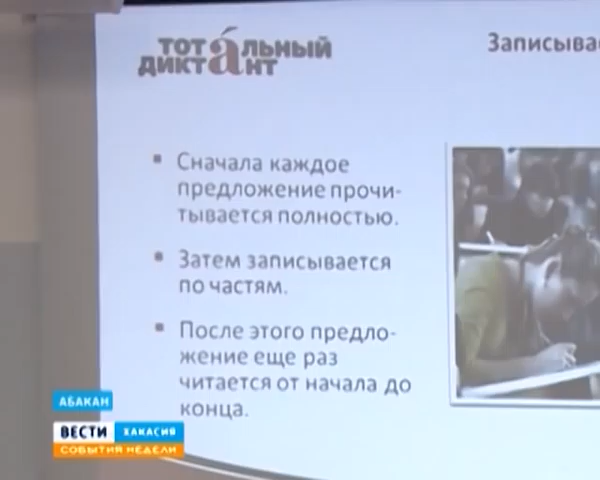 тотальный
диктант
Сначала каждое
предложение прочи-
тывается полностью.
Затем записывается
по частям.
После этого предло-
жение еще раз
читается от начала до
конца.
АБАКАН
ВЕСТИ ХАКАСИЯ
СОБЫТИЯ НЕДЕЛИ